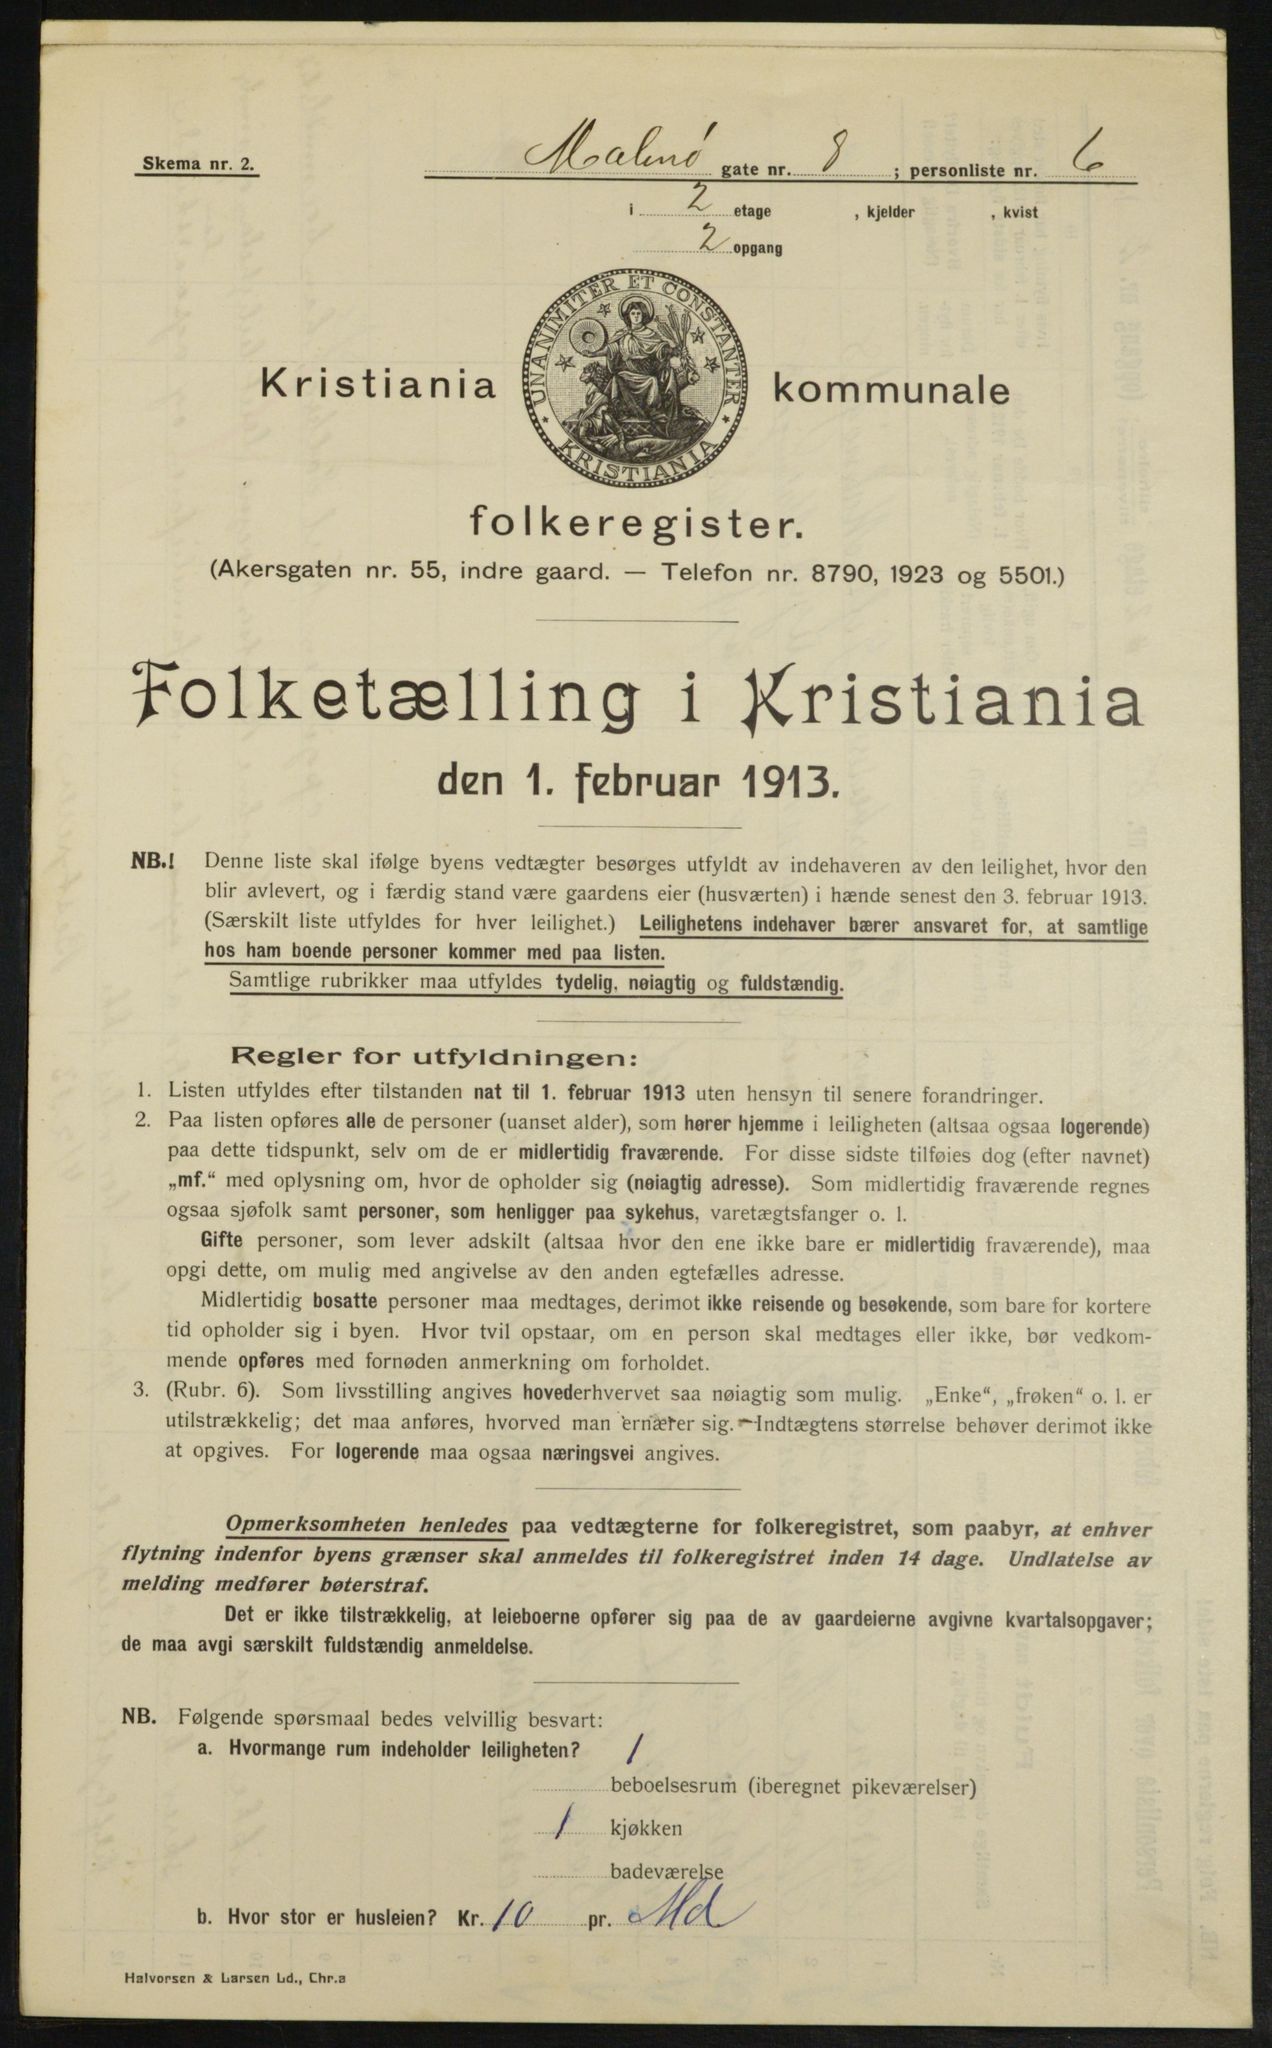 Skema nr. 2.
Malmö gate nr. 8 ; personliste nr. 6
i 2 etage , kjelder , kvist
2 opgang
UNANIMITER ET CONSTANTER
KRISTIANIA
Kristiania kommunale
folkeregister.
(Akersgaten nr. 55, indre gaard. — Telefon nr. 8790, 1923 og 5501.)
Folketælling i Kristiania
den 1. februar 1913.
NB.! Denne liste skal ifølge byens vedtægter besørges utfyldt av indehaveren av den leilighet, hvor den
blir avlevert, og i færdig stand være gaardens eier (husværten) i hænde senest den 3. februar 1913.
(Særskilt liste utfyldes for hver leilighet.) Leilighetens indehaver bærer ansvaret for, at samtlige
hos ham boende personer kommer med paa listen.
Samtlige rubrikker maa utfyldes tydelig, nøiagtig og fuldstændig.
Regler for utfyldningen:
1. Listen utfyldes efter tilstanden nat til 1. februar 1913 uten hensyn til senere forandringer.
2. Paa listen opføres alle de personer (uanset alder), som hører hjemme i leiligheten (altsaa ogsaa logerende)
paa dette tidspunkt, selv om de er midlertidig fraværende. For disse sidste tilføies dog (efter navnet)
„mf.“ med oplysning om, hvor de opholder sig (nøiagtig adresse). Som midlertidig fraværende regnes
ogsaa sjøfolk samt personer, som henligger paa sykehus, varetægtsfanger o. l.
Gifte personer, som lever adskilt (altsaa hvor den ene ikke bare er midlertidig fraværende), maa
opgi dette, om mulig med angivelse av den anden egtefælles adresse.
Midlertidig bosatte personer maa medtages, derimot ikke reisende og besøkende, som bare for kortere
tid opholder sig i byen. Hvor tvil opstaar, om en person skal medtages eller ikke, bør vedkom-
mende opføres med fornøden anmerkning om forholdet.
3. (Rubr. 6). Som livsstilling angives hovederhvervet saa nøiagtig som mulig. „Enke“, „frøken“ o. l. er
utilstrækkelig; det maa anføres, hvorved man ernærer sig. Indtægtens størrelse behøver derimot ikke
at opgives. For logerende maa ogsaa næringsvei angives.
Opmerksomheten henledes paa vedtægterne for folkeregistret, som paabyr, at enhver
flytning indenfor byens grænser skal anmeldes til folkeregistret inden 14 dage. Undlatelse av
melding medfører bøterstraf.
Det er ikke tilstrækkelig, at leieboerne opfører sig paa de av gaardeierne avgivne kvartalsopgaver;
de maa avgi særskilt fuldstændig anmeldelse.
NB. Følgende spørsmaal bedes velvillig besvart:
a. Hvormange rum indeholder leiligheten? 1
beboelsesrum (iberegnet pikeværelser)
1 kjøkken
badeværelse
b. Hvor stor er husleien? Kr. 10 pr. Md
Halvorsen & Larsen Ld., Chr.a